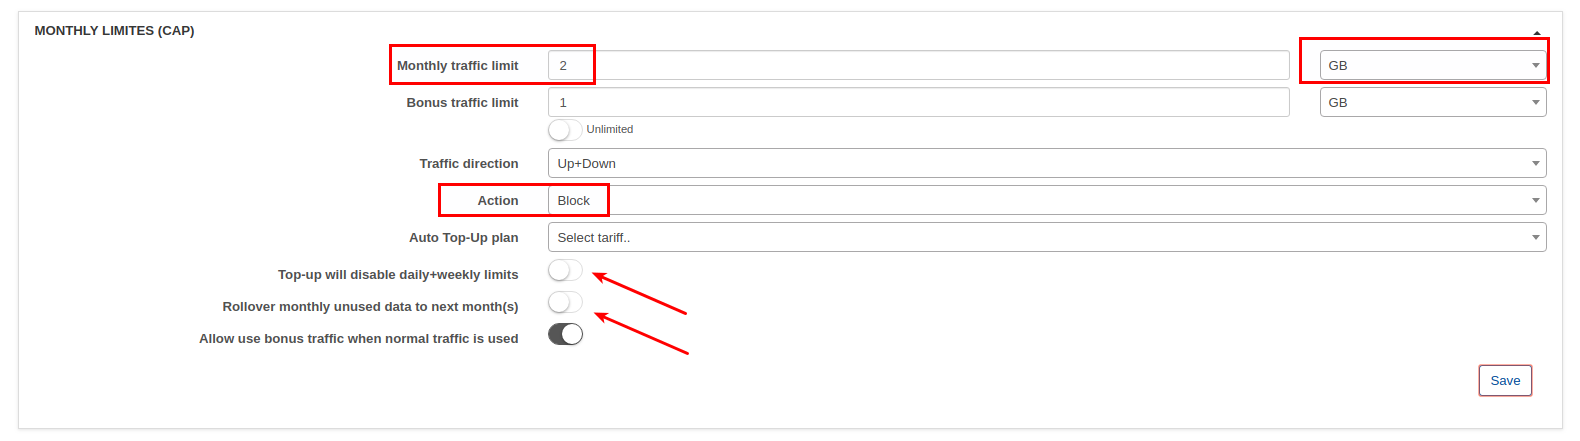 MONTHLY LIMITES (CAP)
Monthly traffic limit 2 GB
Bonus traffic limit 1 GB
Unlimited
Traffic direction Up+Down
Action Block
Auto Top-Up plan Select tariff..
Top-up will disable daily+weekly limits
Rollover monthly unused data to next month(s)
Allow use bonus traffic when normal traffic is used
Save